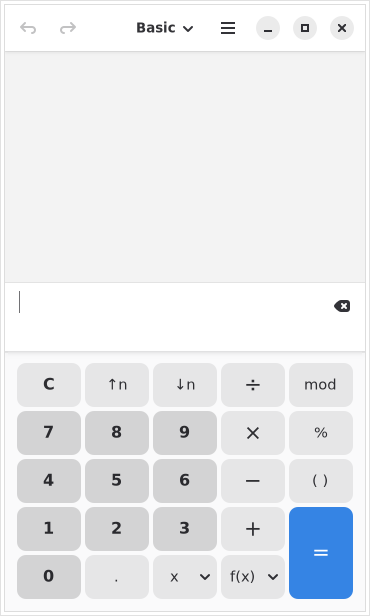 Basic
C ↑n ↓n ÷ mod
7 8 9 × %
4 5 6 − ( )
1 2 3 +
=
0 . x f(x)